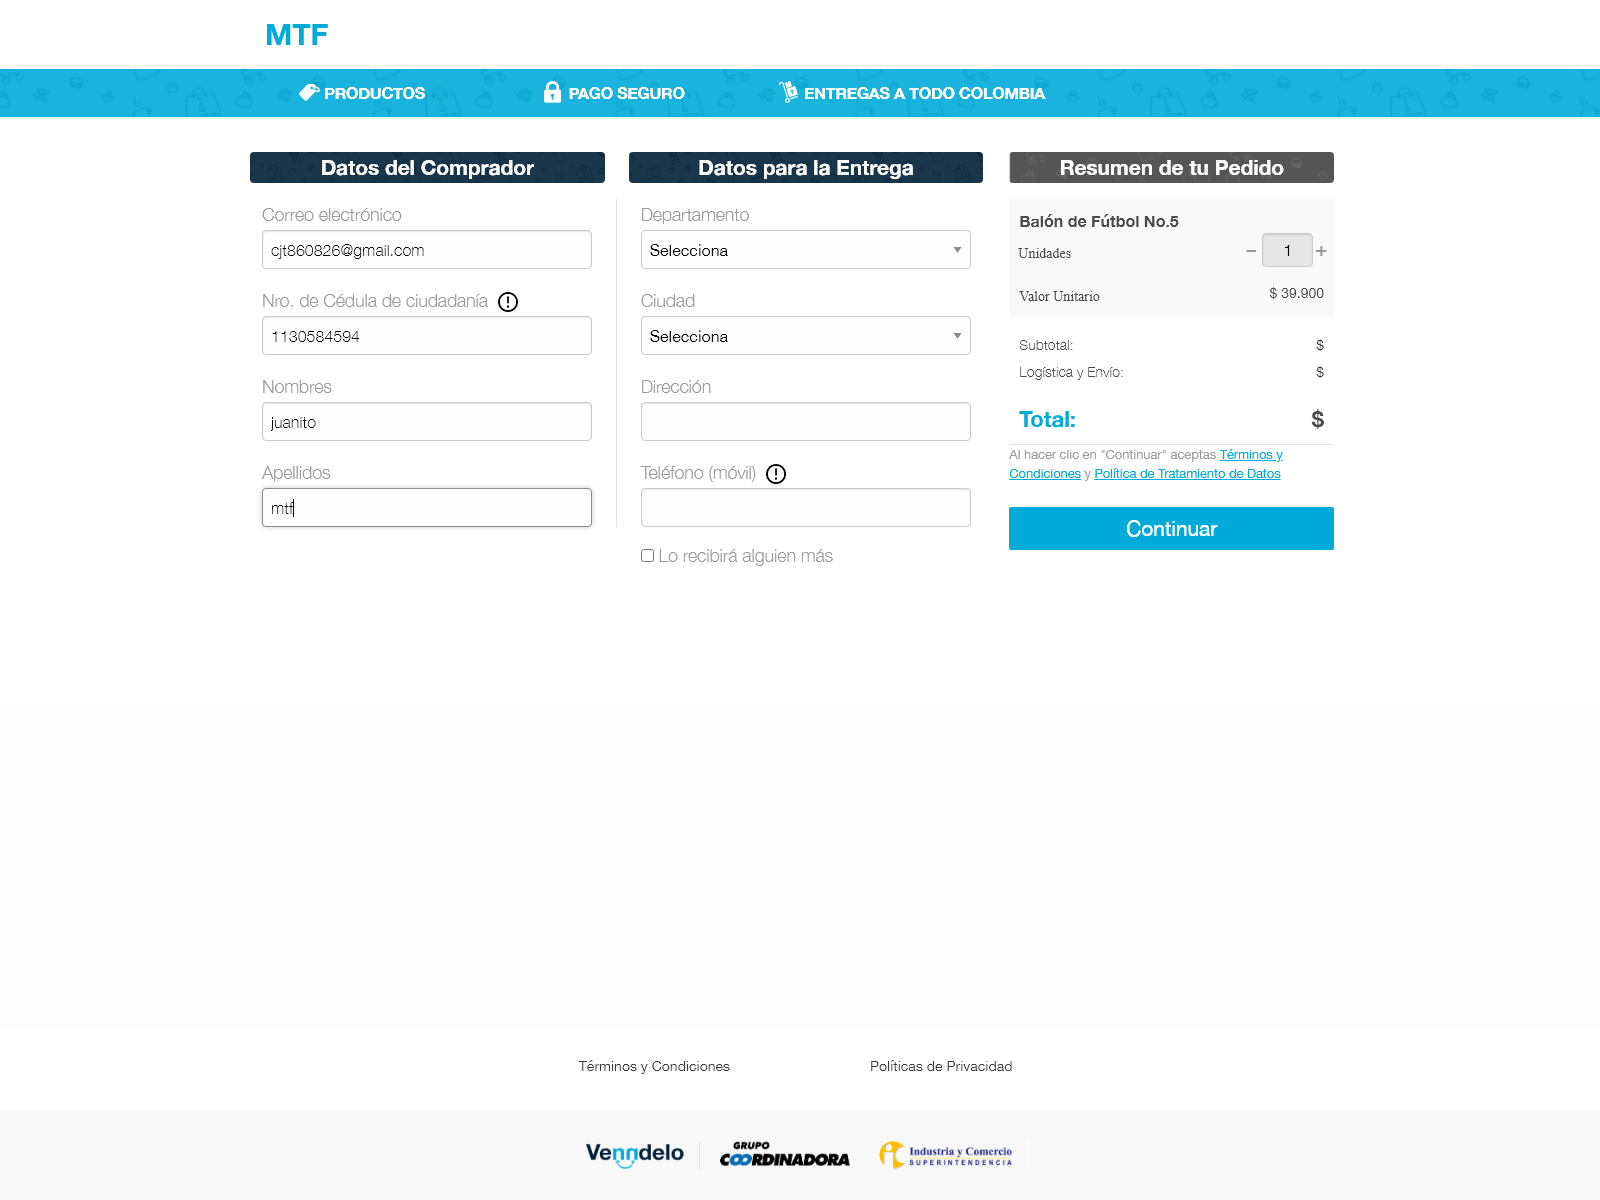 MTF
PRODUCTOS
PAGO SEGURO
ENTREGAS A TODO COLOMBIA
Datos del Comprador
Correo electrónico
cjt860826@gmail.com
Nro. de Cédula de ciudadanía
1130584594
Nombres
juanito
Apellidos
mtf
Datos para la Entrega
Departamento
Selecciona
Ciudad
Selecciona
Dirección
Teléfono (móvil)
Lo recibirá alguien más
Resumen de tu Pedido
Balón de Fútbol No.5
Unidades − 1 +
Valor Unitario $ 39.900
Subtotal: $
Logística y Envío: $
Total: $
Al hacer clic en "Continuar" aceptas Términos y
Condiciones y Política de Tratamiento de Datos
Continuar
Términos y Condiciones
Políticas de Privacidad
Venndelo
GRUPO
COORDINADORA
Industria y Comercio
SUPERINTENDENCIA